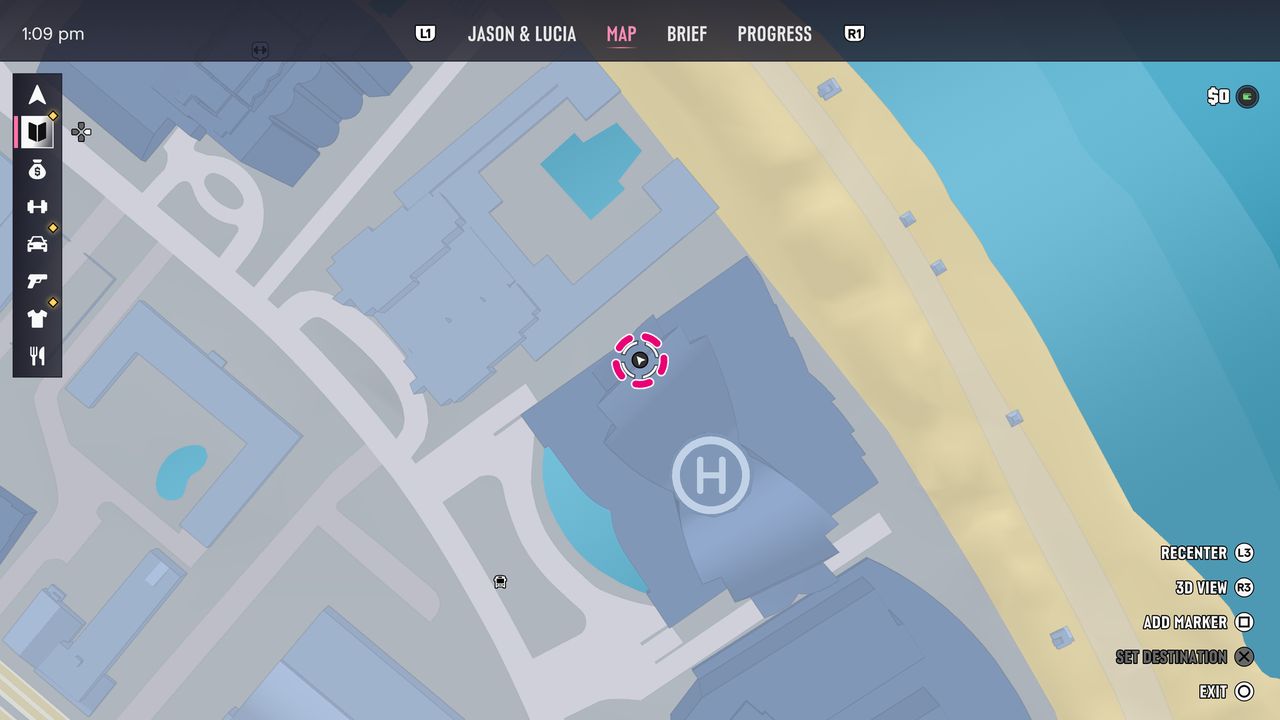 1:09 pm
L1 JASON & LUCIA MAP BRIEF PROGRESS R1
$0
$
H
RECENTER L3
3D VIEW R3
ADD MARKER
SET DESTINATION
EXIT